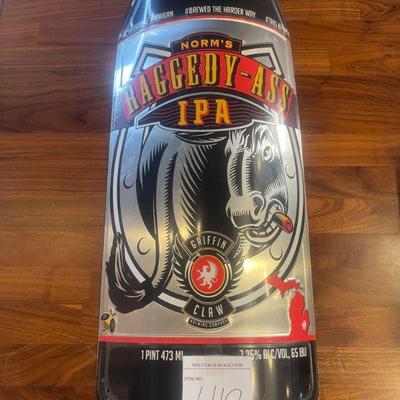 MICHIGAN #BREWED THE HARDER WAY
NORM'S
RAGGEDY-ASS
IPA
GRIFFIN
CLAW
BREWING COMPANY
1 PINT 473 ML 7.25% ALC/VOL, 65 IBU
THIS ITEM IS IN AUCTION
ITEM NO: